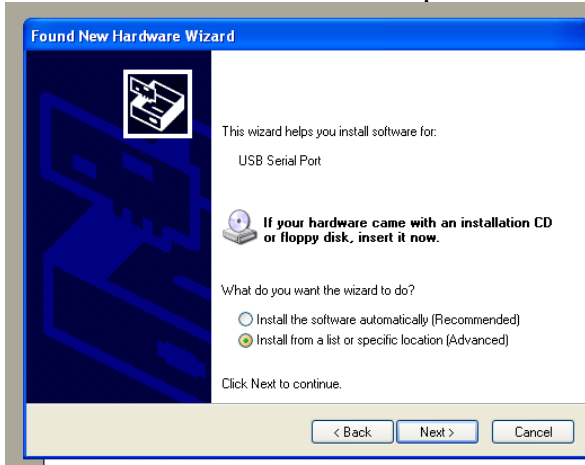 Found New Hardware Wizard
This wizard helps you install software for:
USB Serial Port
If your hardware came with an installation CD
or floppy disk, insert it now.
What do you want the wizard to do?
Install the software automatically (Recommended)
Install from a list or specific location (Advanced)
Click Next to continue.
< Back Next > Cancel